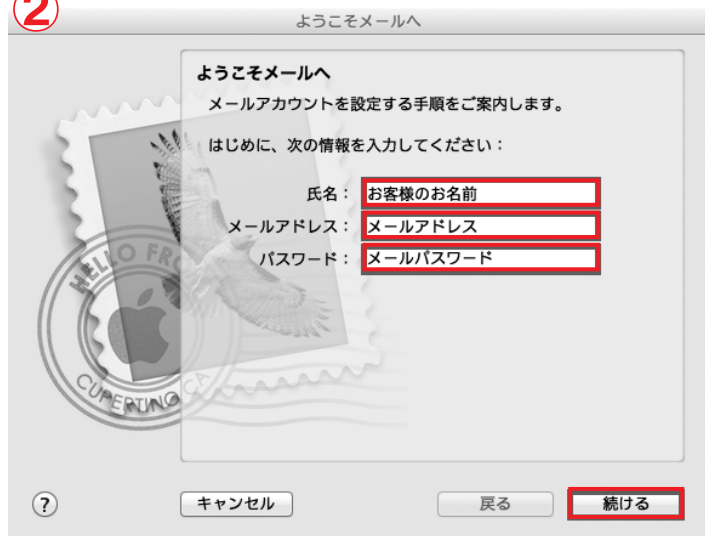 ②
ようこそメールへ
ようこそメールへ
メールアカウントを設定する手順をご案内します。
はじめに、次の情報を入力してください：
氏名： お客様のお名前
メールアドレス： メールアドレス
パスワード： メールパスワード
HELLO FRO
CUPERTINO CA
? キャンセル 戻る 続ける